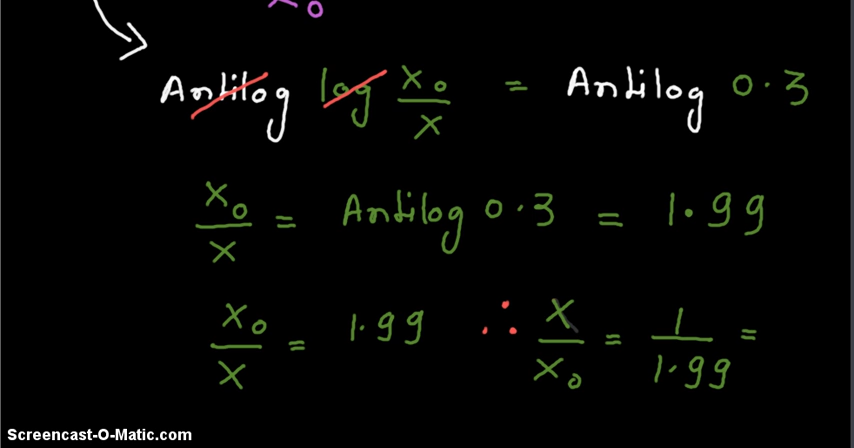 x₀
Antilog log x₀/x = Antilog 0.3
x₀/x = Antilog 0.3 = 1.99
x₀/x = 1.99 ∴ x/x₀ = 1/1.99 =
Screencast-O-Matic.com